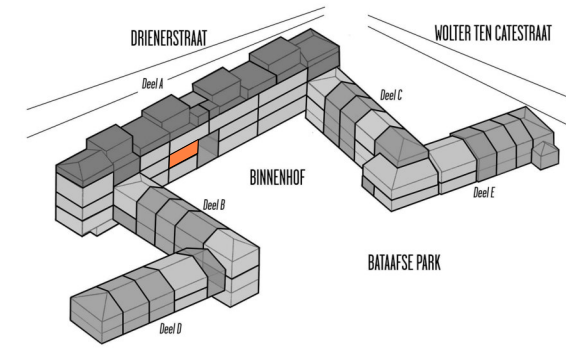 DRIENERSTRAAT
WOLTER TEN CATESTRAAT
Deel A
Deel C
BINNENHOF
Deel B
Deel E
BATAAFSE PARK
Deel D